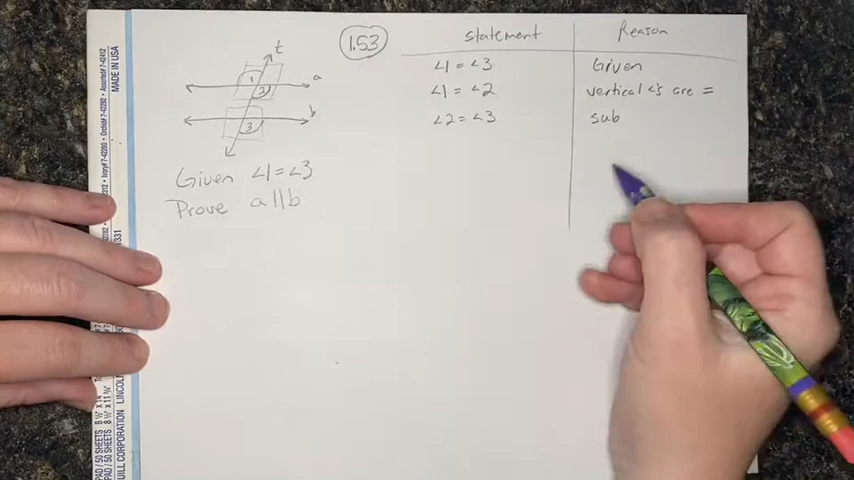 1.53
statement
Reason
t
a
b
1
2
3
∠1 = ∠3
Given
∠1 = ∠2
vertical ∠'s are =
∠2 = ∠3
sub
Given ∠1 = ∠3
Prove a || b
MADE IN USA